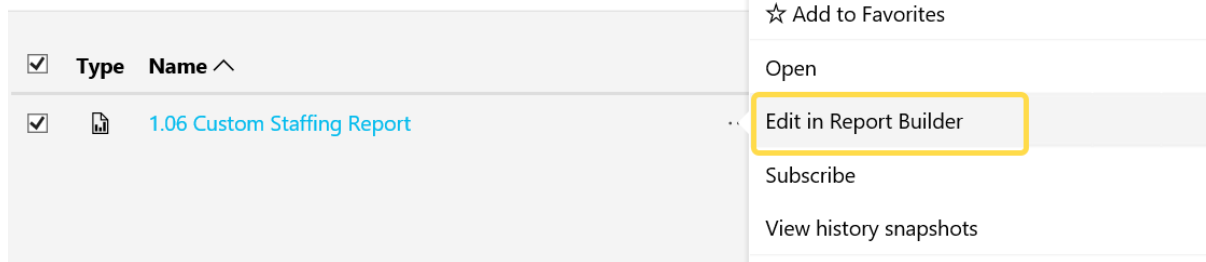 Add to Favorites
Type Name
Open
1.06 Custom Staffing Report
Edit in Report Builder
Subscribe
View history snapshots